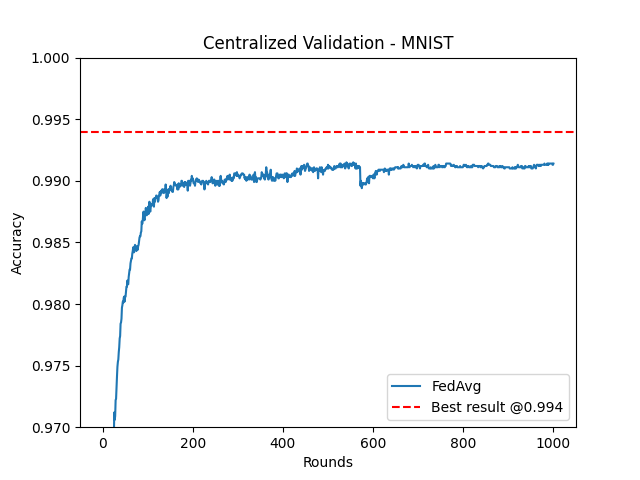 Centralized Validation - MNIST
1.000
0.995
0.990
0.985
0.980
0.975
0.970
Accuracy
FedAvg
Best result @0.994
0 200 400 600 800 1000
Rounds